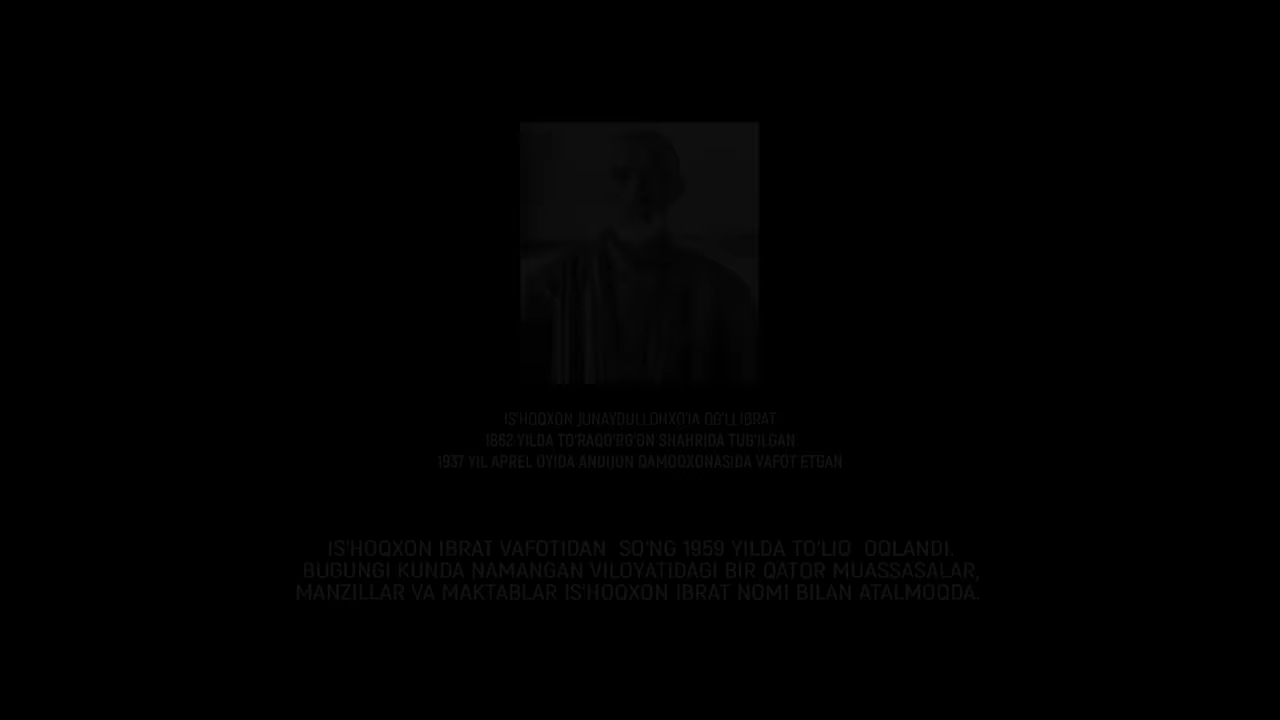 IS'HOQXON JUNAYDULLOHXO'JA OG'LI IBRAT
1862 YILDA TO'RAQO'RG'ON SHAHRIDA TUG'ILGAN
1937 YIL APREL OYIDA ANDIJON QAMOQXONASIDA VAFOT ETGAN
IS'HOQXON IBRAT VAFOTIDAN SO'NG 1959 YILDA TO'LIQ OQLANDI.
BUGUNGI KUNDA NAMANGAN VILOYATIDAGI BIR QATOR MUASSASALAR,
MANZILLAR VA MAKTABLAR IS'HOQXON IBRAT NOMI BILAN ATALMOQDA.